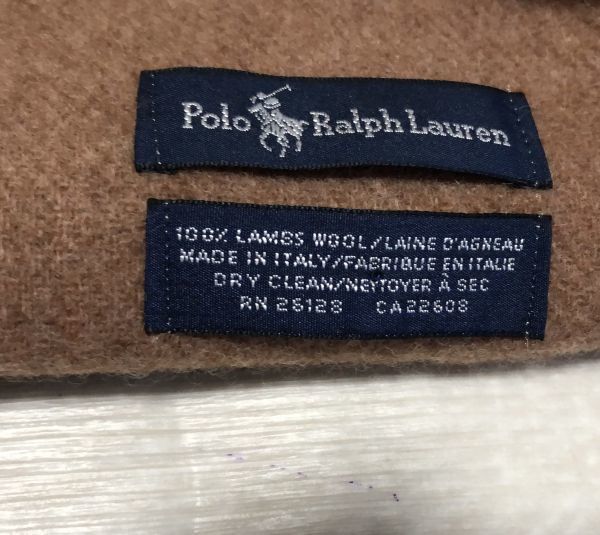 Polo Ralph Lauren
100% LAMBS WOOL/LAINE D'AGNEAU
MADE IN ITALY/FABRIQUE EN ITALIE
DRY CLEAN/NEYTOYER À SEC
RN 26128 CA22608